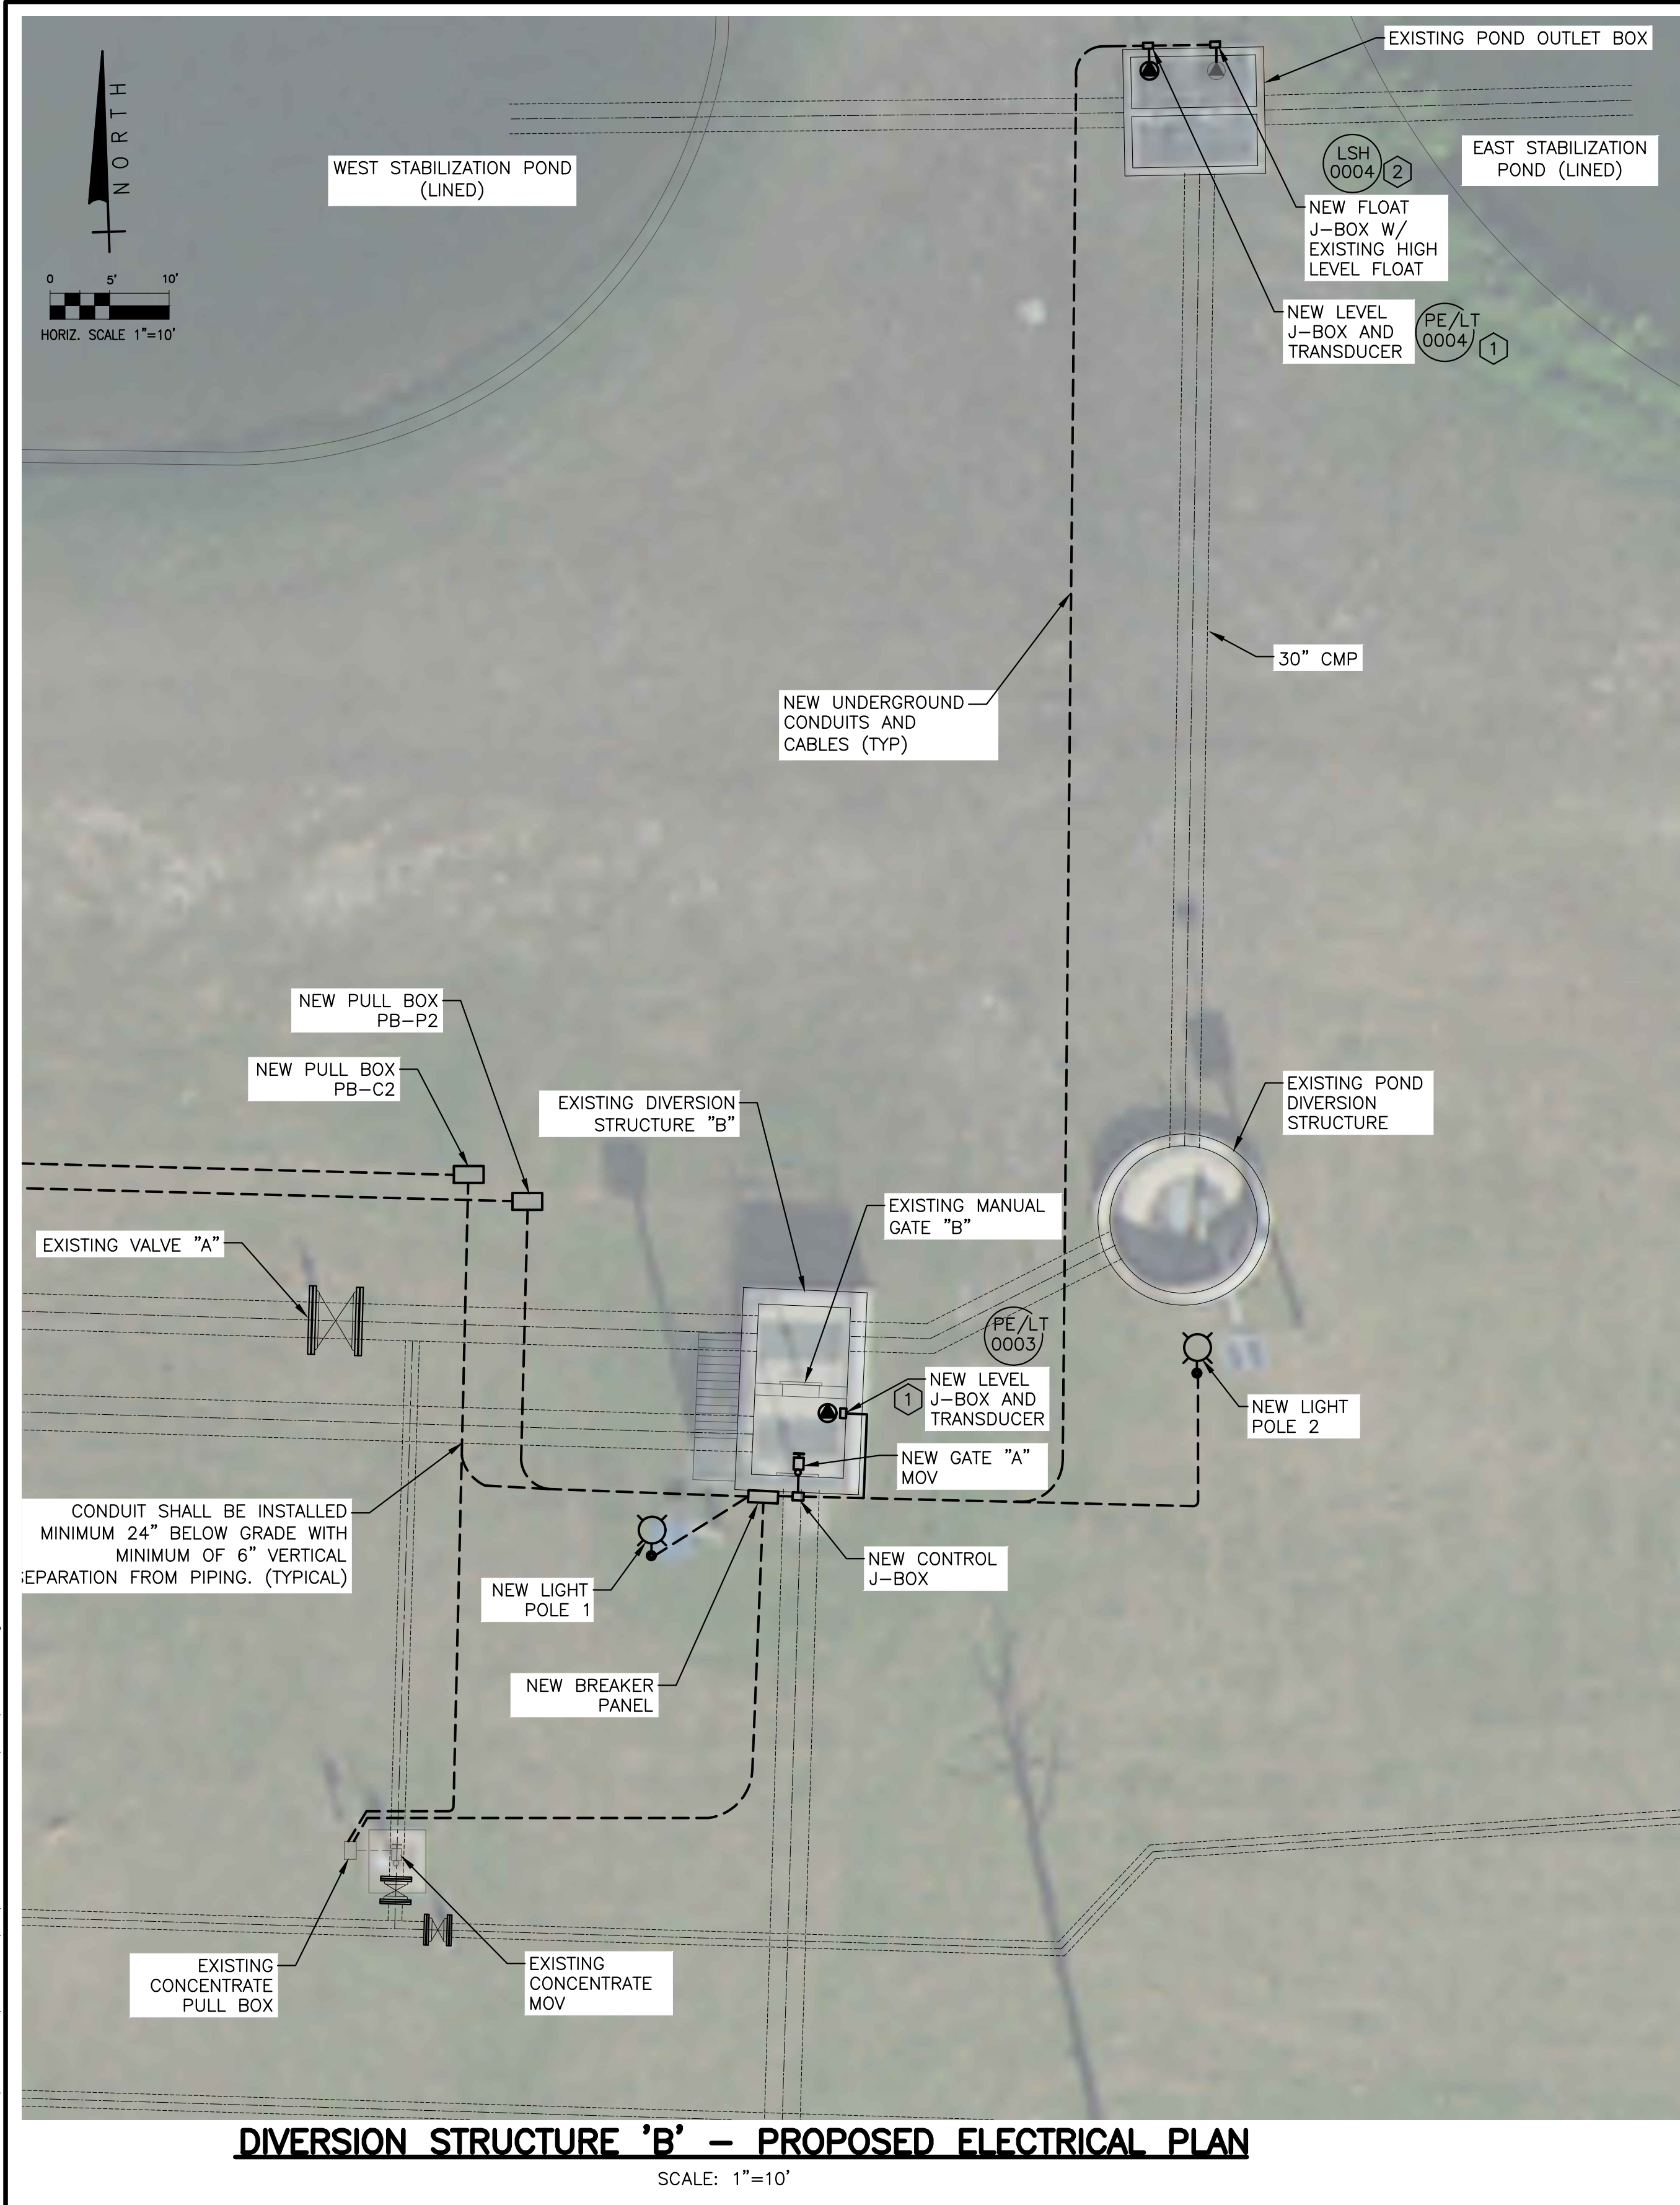 EXISTING POND OUTLET BOX
NORTH
WEST STABILIZATION POND
(LINED)
EAST STABILIZATION
POND (LINED)
LSH
0004
2
NEW FLOAT
J-BOX W/
EXISTING HIGH
LEVEL FLOAT
0 5' 10'
HORIZ. SCALE 1"=10'
NEW LEVEL
J-BOX AND
TRANSDUCER
PE/LT
0004
1
30" CMP
NEW UNDERGROUND
CONDUITS AND
CABLES (TYP)
NEW PULL BOX
PB-P2
NEW PULL BOX
PB-C2
EXISTING DIVERSION
STRUCTURE "B"
EXISTING POND
DIVERSION
STRUCTURE
EXISTING MANUAL
GATE "B"
EXISTING VALVE "A"
PE/LT
0003
1
NEW LEVEL
J-BOX AND
TRANSDUCER
NEW LIGHT
POLE 2
NEW GATE "A"
MOV
CONDUIT SHALL BE INSTALLED
MINIMUM 24" BELOW GRADE WITH
MINIMUM OF 6" VERTICAL
EPARATION FROM PIPING. (TYPICAL)
NEW CONTROL
J-BOX
NEW LIGHT
POLE 1
NEW BREAKER
PANEL
EXISTING
CONCENTRATE
PULL BOX
EXISTING
CONCENTRATE
MOV
DIVERSION STRUCTURE 'B' - PROPOSED ELECTRICAL PLAN
SCALE: 1"=10'